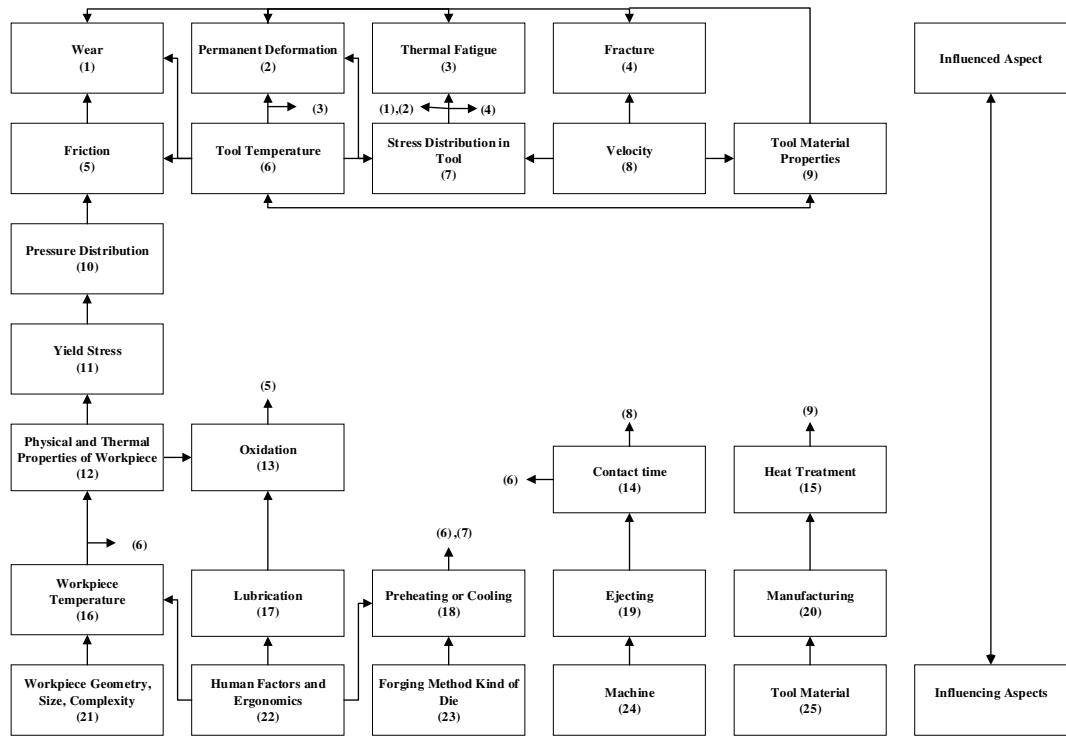 Wear
(1)
Permanent Deformation
(2)
Thermal Fatigue
(3)
Fracture
(4)
Influenced Aspect
(3)
(1),(2)
(4)
Friction
(5)
Tool Temperature
(6)
Stress Distribution in
Tool
(7)
Velocity
(8)
Tool Material
Properties
(9)
Pressure Distribution
(10)
Yield Stress
(11)
(5)
(8)
(9)
Physical and Thermal
Properties of Workpiece
(12)
Oxidation
(13)
(6)
Contact time
(14)
Heat Treatment
(15)
(6)
(6) ,(7)
Workpiece
Temperature
(16)
Lubrication
(17)
Preheating or Cooling
(18)
Ejecting
(19)
Manufacturing
(20)
Workpiece Geometry,
Size, Complexity
(21)
Human Factors and
Ergonomics
(22)
Forging Method Kind of
Die
(23)
Machine
(24)
Tool Material
(25)
Influencing Aspects